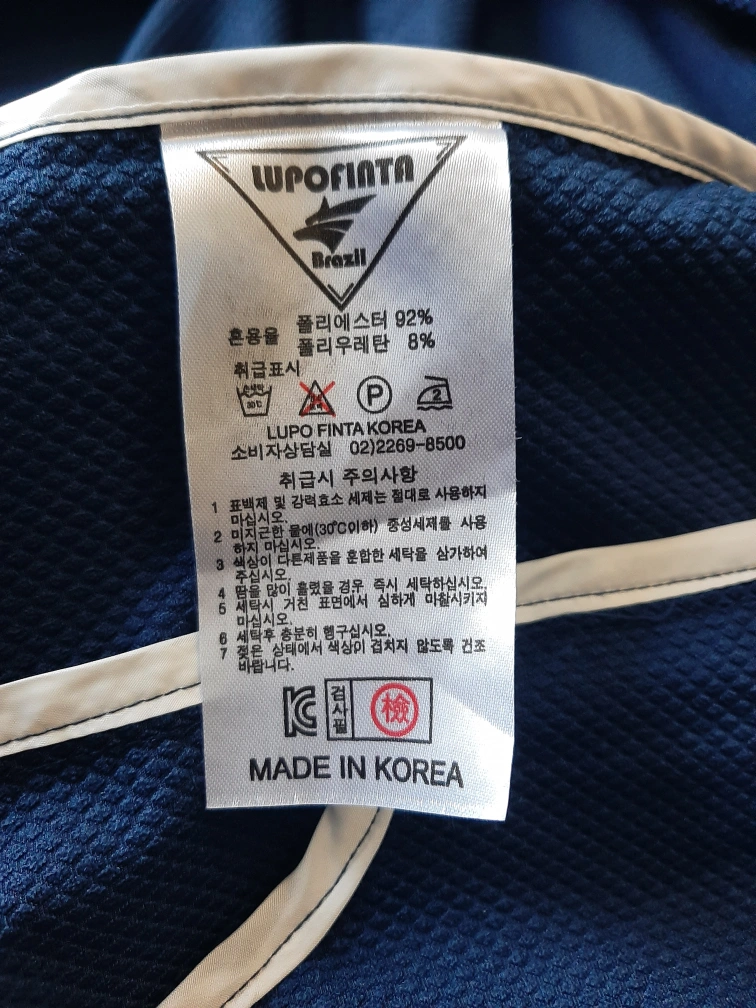 LUPOFINTA
Brazil
혼용율 폴리에스터 92%
폴리우레탄 8%
취급표시
손세탁
30℃
P
2
LUPO FINTA KOREA
소비자상담실 02)2269-8500
취급시 주의사항
1 표백제 및 강력효소 세제는 절대로 사용하지
마십시오.
2 미지근한 물에(30℃이하) 중성세제를 사용
하지 마십시오.
3 색상이 다른제품을 혼합한 세탁을 삼가하여
주십시오.
4 땀을 많이 흘렸을 경우 즉시 세탁하십시오.
5 세탁시 거친 표면에서 심하게 마찰시키지
마십시오.
6 세탁후 충분히 헹구십시오.
7 젖은 상태에서 색상이 겹치지 않도록 건조
바랍니다.
KC 검사필 檢
MADE IN KOREA